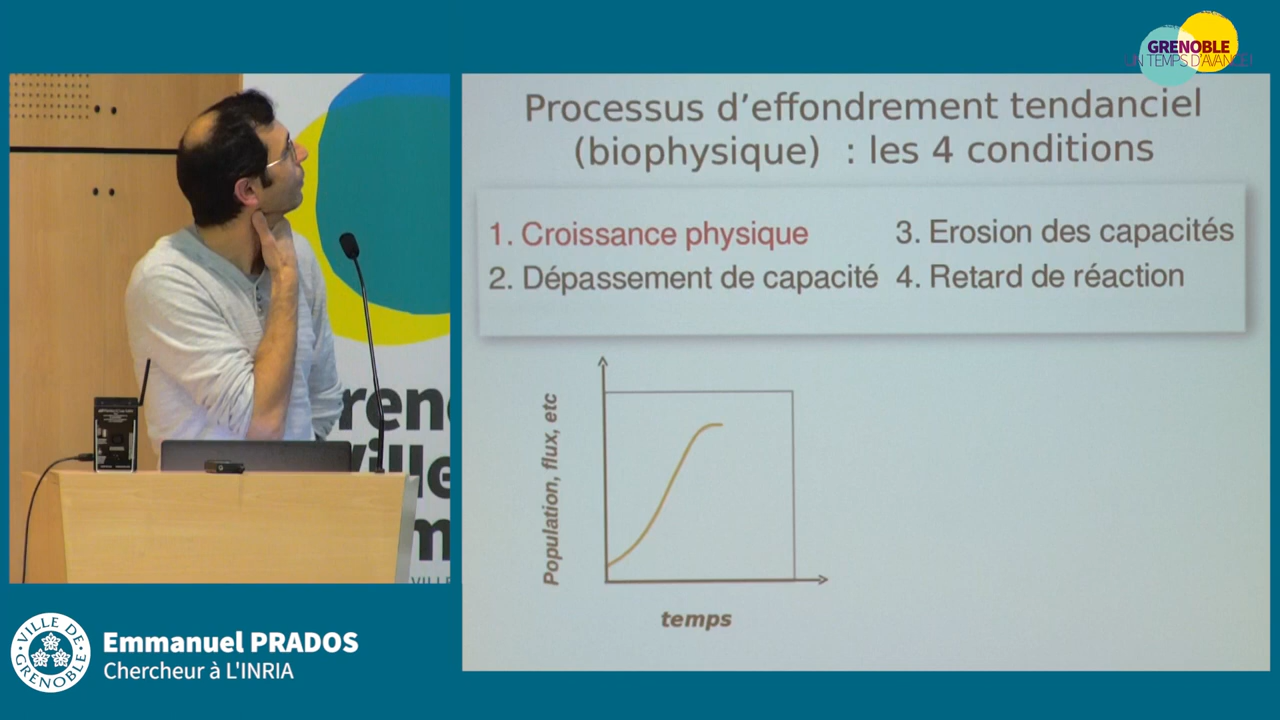 GRENOBLE
UN TEMPS D'AVANCE!
Processus d'effondrement tendanciel
(biophysique) : les 4 conditions
1. Croissance physique
3. Erosion des capacités
2. Dépassement de capacité
4. Retard de réaction
Population, flux, etc
temps
VILLE
VILLE DE GRENOBLE
Emmanuel PRADOS
Chercheur à L'INRIA